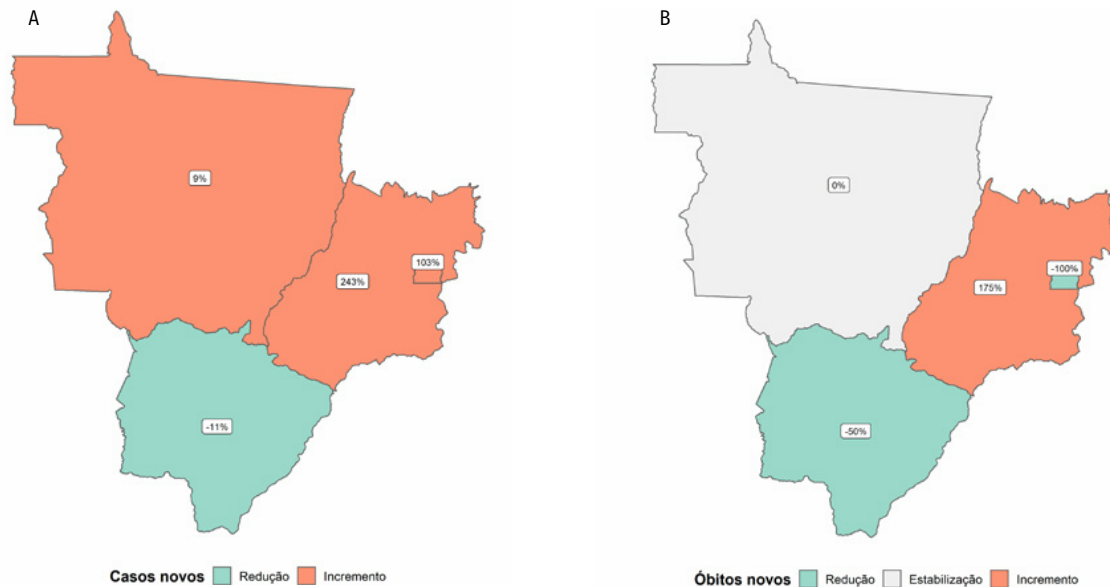 A
9%
243%
103%
-11%
Casos novos Redução Incremento
B
0%
175%
-100%
-50%
Óbitos novos Redução Estabilização Incremento